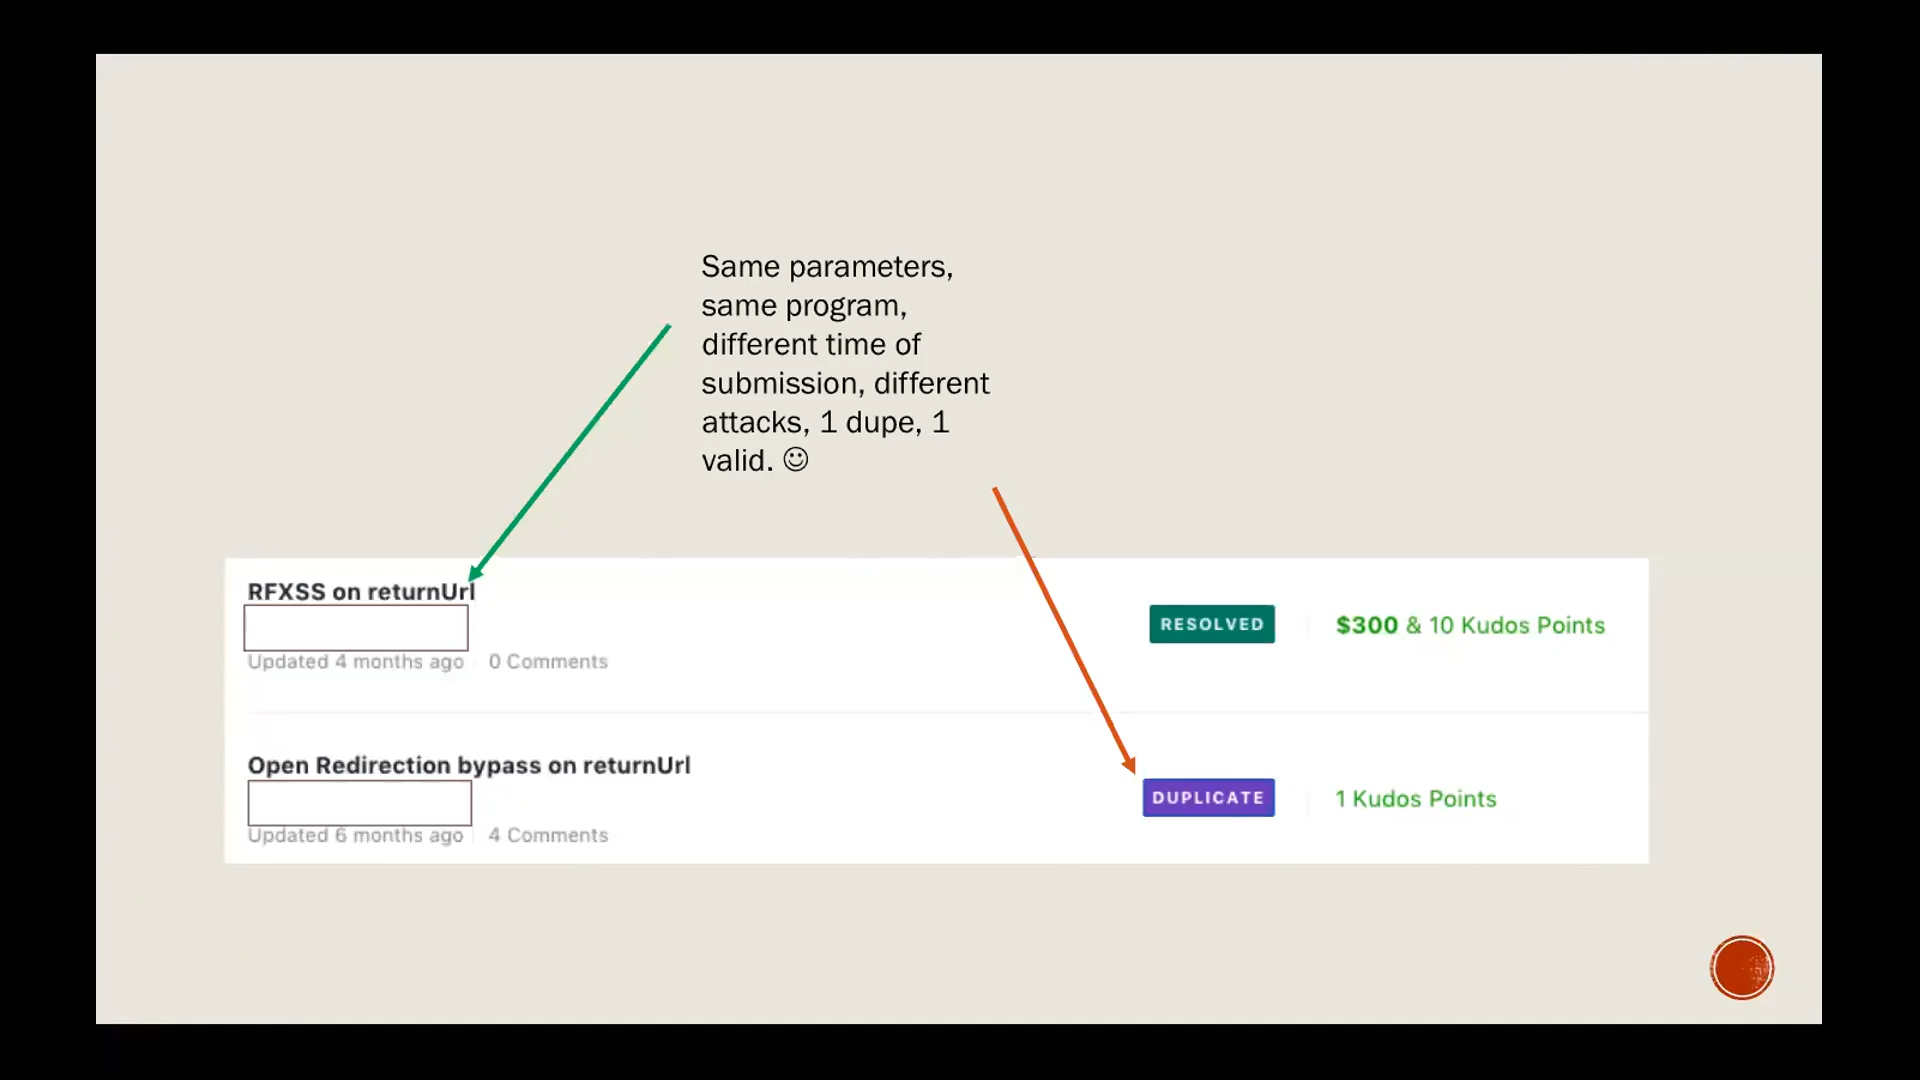 Same parameters,
same program,
different time of
submission, different
attacks, 1 dupe, 1
valid. ☺
RFXSS on returnUrl
RESOLVED
$300 & 10 Kudos Points
Updated 4 months ago 0 Comments
Open Redirection bypass on returnUrl
DUPLICATE
1 Kudos Points
Updated 6 months ago 4 Comments